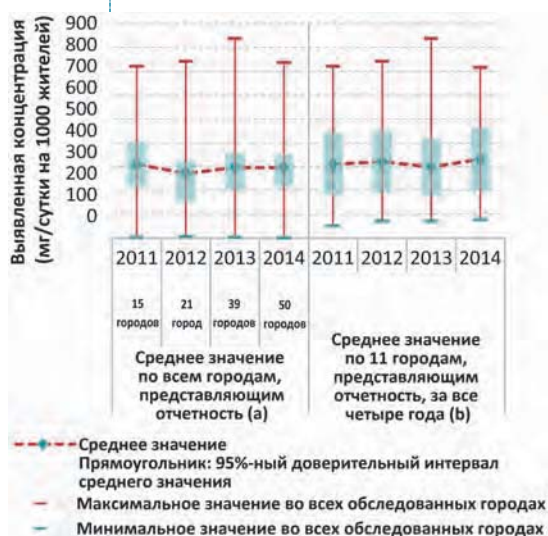 Выявленная концентрация
(мг/сутки на 1000 жителей)
900
800
700
600
500
400
300
200
100
0
2011 2012 2013 2014 2011 2012 2013 2014
15 городов
21 город
39 городов
50 городов
Среднее значение
по всем городам,
представляющим
отчетность (a)
Среднее значение
по 11 городам,
представляющим
отчетность, за все
четыре года (b)
Среднее значение
Прямоугольник: 95%-ный доверительный интервал
среднего значения
Максимальное значение во всех обследованных городах
Минимальное значение во всех обследованных городах